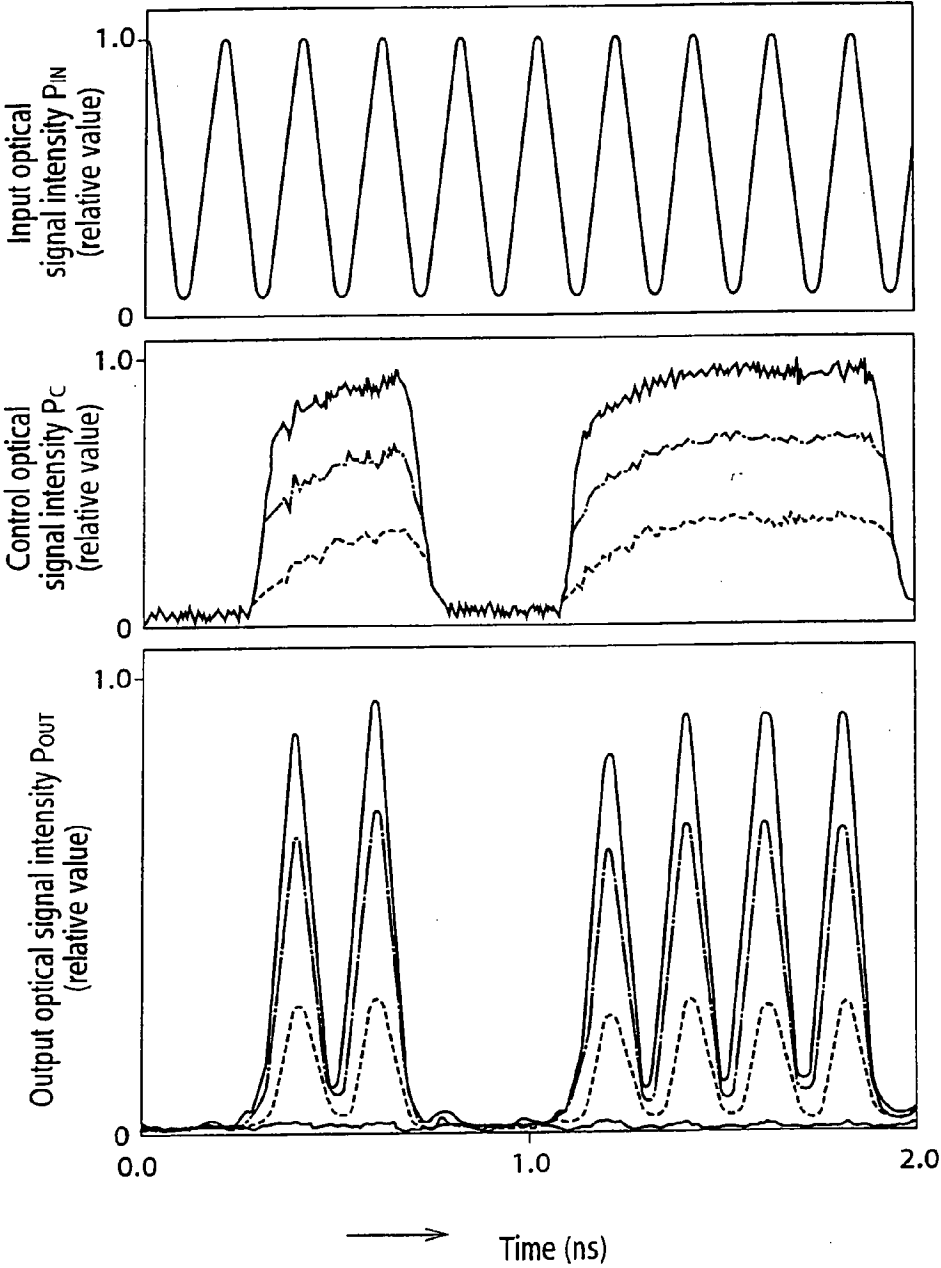 Input optical
signal intensity PIN
(relative value)
1.0
0
Control optical
signal intensity PC
(relative value)
1.0
0
Output optical signal intensity POUT
(relative value)
1.0
0
0.0
1.0
2.0
Time (ns)